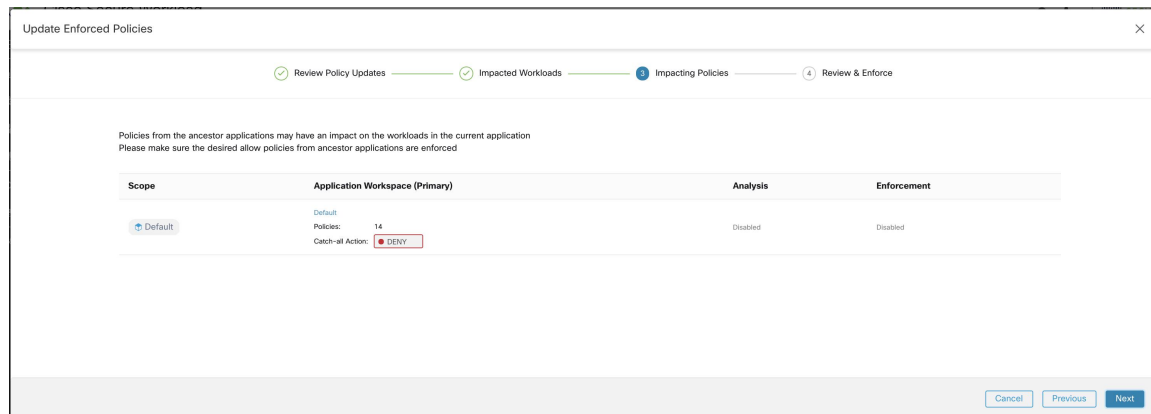 Update Enforced Policies
Review Policy Updates
Impacted Workloads
3 Impacting Policies
4 Review & Enforce
Policies from the ancestor applications may have an impact on the workloads in the current application
Please make sure the desired allow policies from ancestor applications are enforced
Scope Application Workspace (Primary) Analysis Enforcement
Default
Default
Policies: 14
Catch-all Action: DENY
Disabled
Disabled
Cancel Previous Next